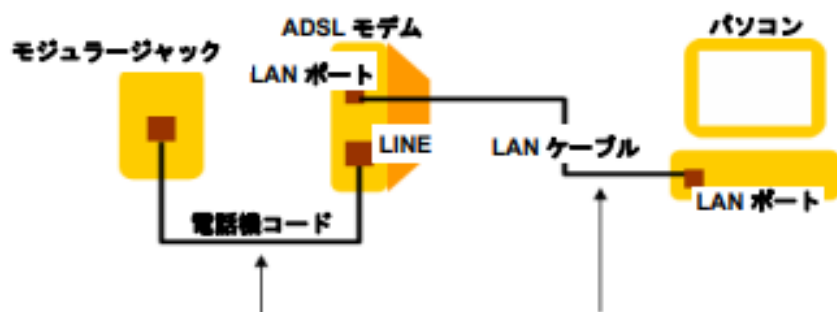 ADSL モデム
パソコン
モジュラージャック
LAN ポート
LINE
LAN ケーブル
LAN ポート
電話機コード